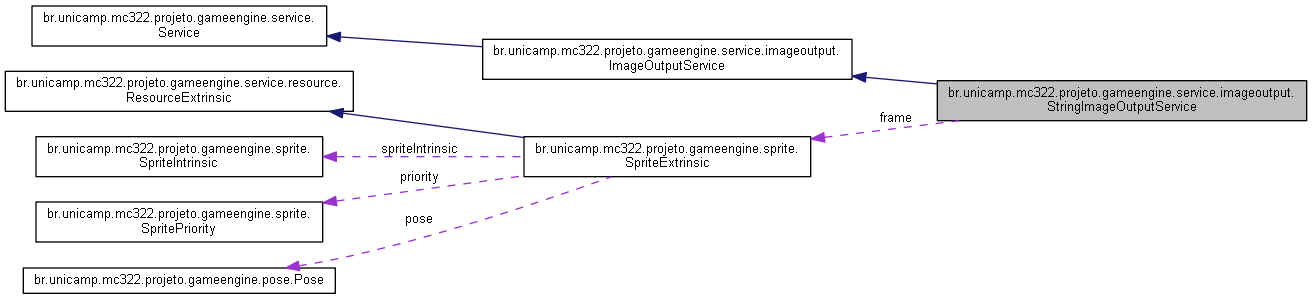 br.unicamp.mc322.projeto.gameengine.service.
Service
br.unicamp.mc322.projeto.gameengine.service.imageoutput.
ImageOutputService
br.unicamp.mc322.projeto.gameengine.service.resource.
ResourceExtrinsic
br.unicamp.mc322.projeto.gameengine.service.imageoutput.
StringImageOutputService
frame
br.unicamp.mc322.projeto.gameengine.sprite.
SpriteIntrinsic
spriteIntrinsic
br.unicamp.mc322.projeto.gameengine.sprite.
SpriteExtrinsic
priority
br.unicamp.mc322.projeto.gameengine.sprite.
SpritePriority
pose
br.unicamp.mc322.projeto.gameengine.pose.Pose